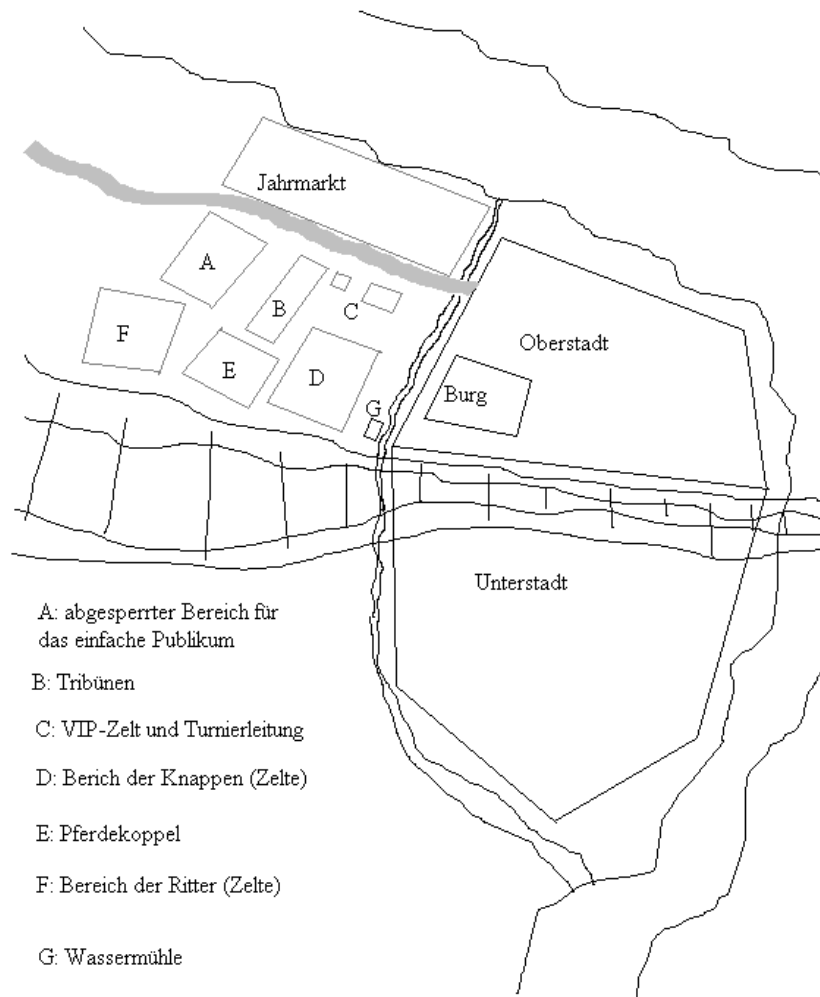 Jahrmarkt
A
B
C
Oberstadt
F
E
D
Burg
G
Unterstadt
A: abgesperrter Bereich für
das einfache Publikum
B: Tribünen
C: VIP-Zelt und Turnierleitung
D: Berich der Knappen (Zelte)
E: Pferdekoppel
F: Bereich der Ritter (Zelte)
G: Wassermühle